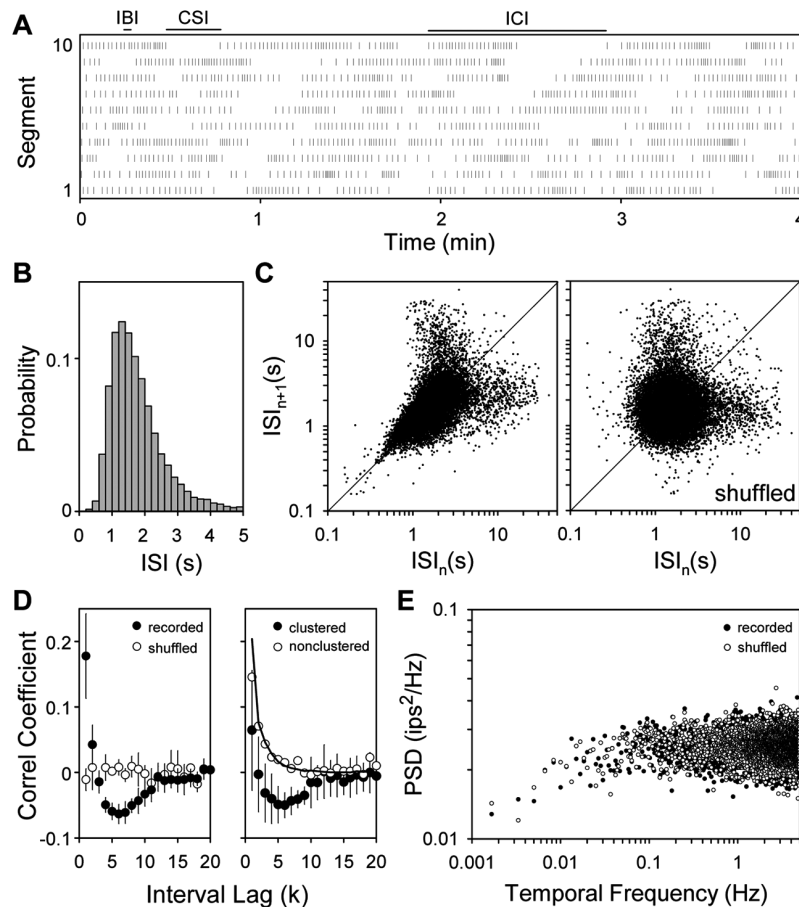 IBI CSI ICI
A
10
Segment
1
0 1 2 3 4
Time (min)
B
0.1
Probability
0
0 1 2 3 4 5
ISI (s)
C
10
ISIn+1(s)
1
0.1
0.1 1 10
ISIn(s)
shuffled
0.1 1 10
ISIn(s)
D
recorded
shuffled
clustered
nonclustered
0.2
0.1
0
-0.1
Correl Coefficient
0 5 10 15 20
0 5 10 15 20
Interval Lag (k)
E
0.1
recorded
shuffled
PSD (ips2/Hz)
0.01
0.001 0.01 0.1 1
Temporal Frequency (Hz)